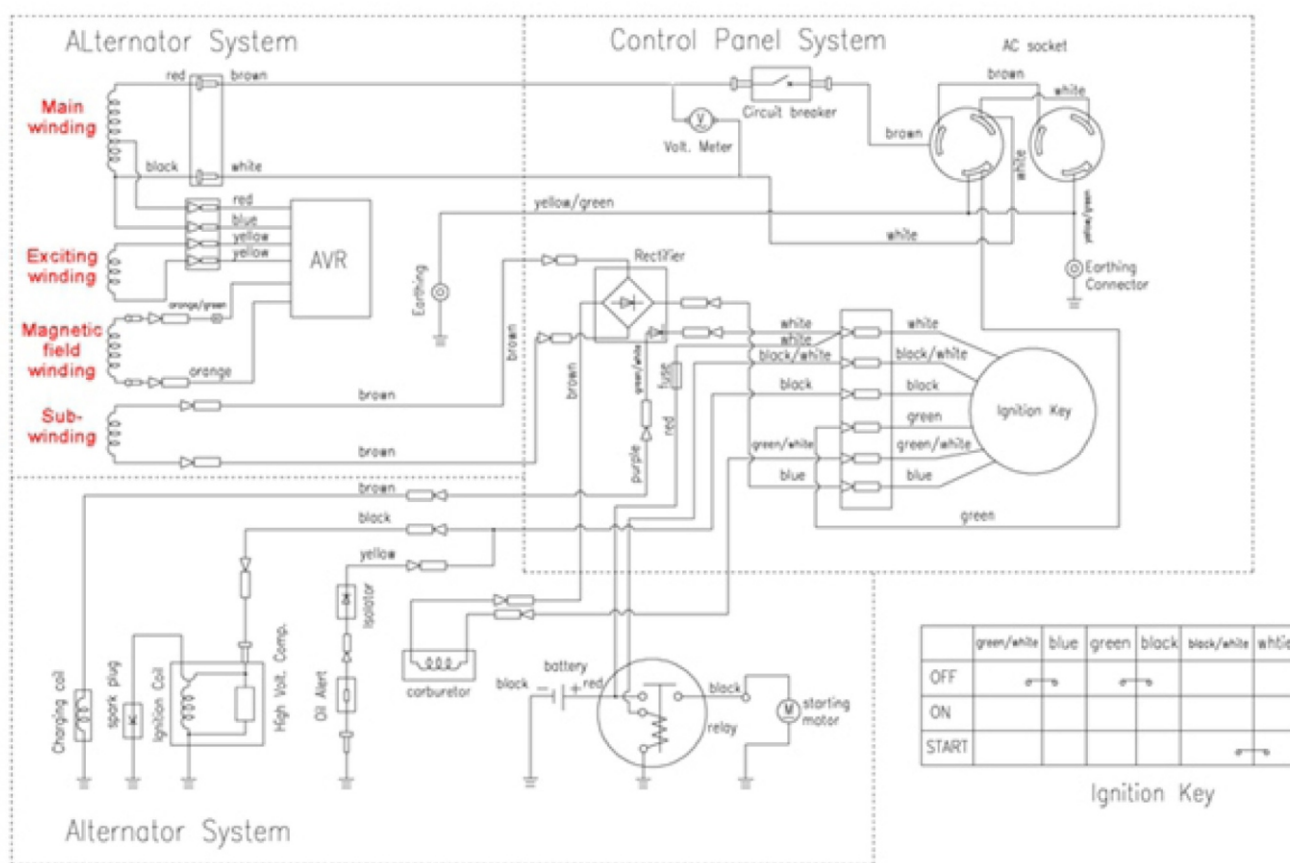 ALternator System
Control Panel System
AC socket
red
brown
brown
white
Main
winding
Circuit breaker
V
Volt. Meter
brown
white
black
white
red
blue
yellow
yellow
AVR
yellow/green
yellow/green
white
Exciting
winding
Rectifier
Earthing
Earthing
Connector
orange/green
Magnetic
field
winding
orange
brown
brown
green/white
white
white
black/white
fuse
white
black/white
black
black
green
Ignition Key
Sub-
winding
brown
red
green/white
green/white
blue
brown
purple
brown
green
black
yellow
Isolator
Charging coil
spark plug
Ignition Coil
High Volt. Comp.
Oil Alert
carburetor
battery
black
- +
red
black
relay
M
starting
motor
green/white blue green black black/white whtie
OFF
ON
START
Ignition Key
Alternator System